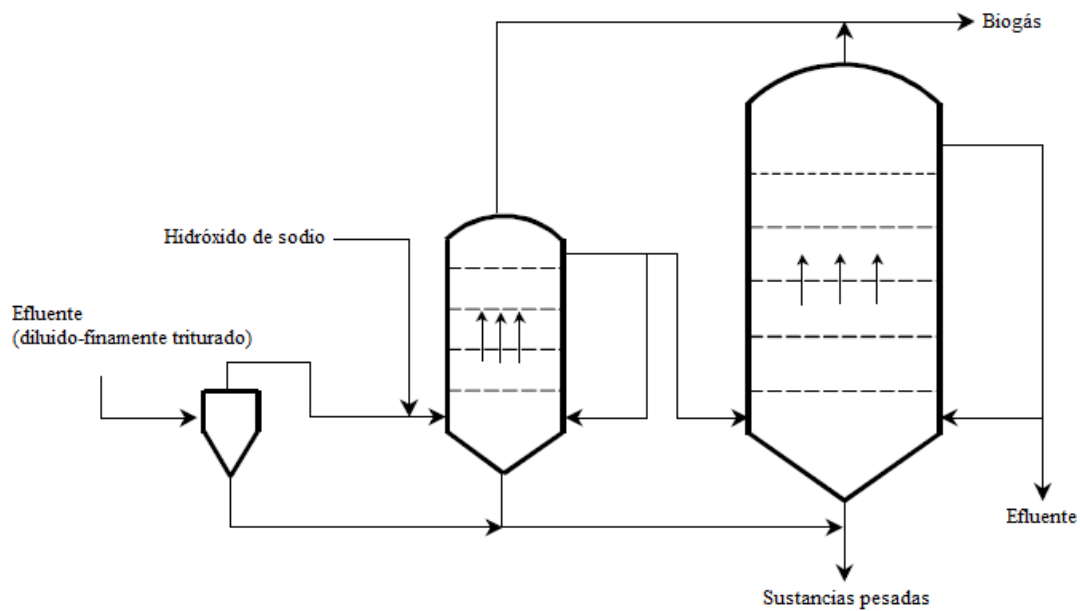 Biogás
Hidróxido de sodio
Efluente
(diluido-finamente triturado)
Efluente
Sustancias pesadas